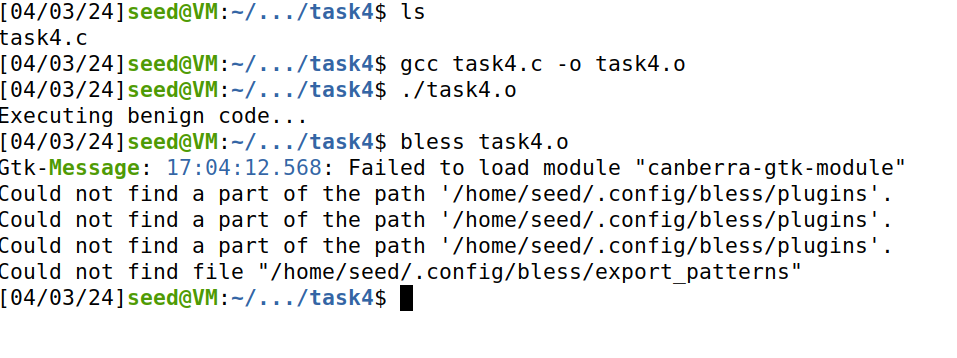 [04/03/24]seed@VM:~/.../task4$ ls
task4.c
[04/03/24]seed@VM:~/.../task4$ gcc task4.c -o task4.o
[04/03/24]seed@VM:~/.../task4$ ./task4.o
Executing benign code...
[04/03/24]seed@VM:~/.../task4$ bless task4.o
Gtk-Message: 17:04:12.568: Failed to load module "canberra-gtk-module"
Could not find a part of the path '/home/seed/.config/bless/plugins'.
Could not find a part of the path '/home/seed/.config/bless/plugins'.
Could not find a part of the path '/home/seed/.config/bless/plugins'.
Could not find file "/home/seed/.config/bless/export_patterns"
[04/03/24]seed@VM:~/.../task4$